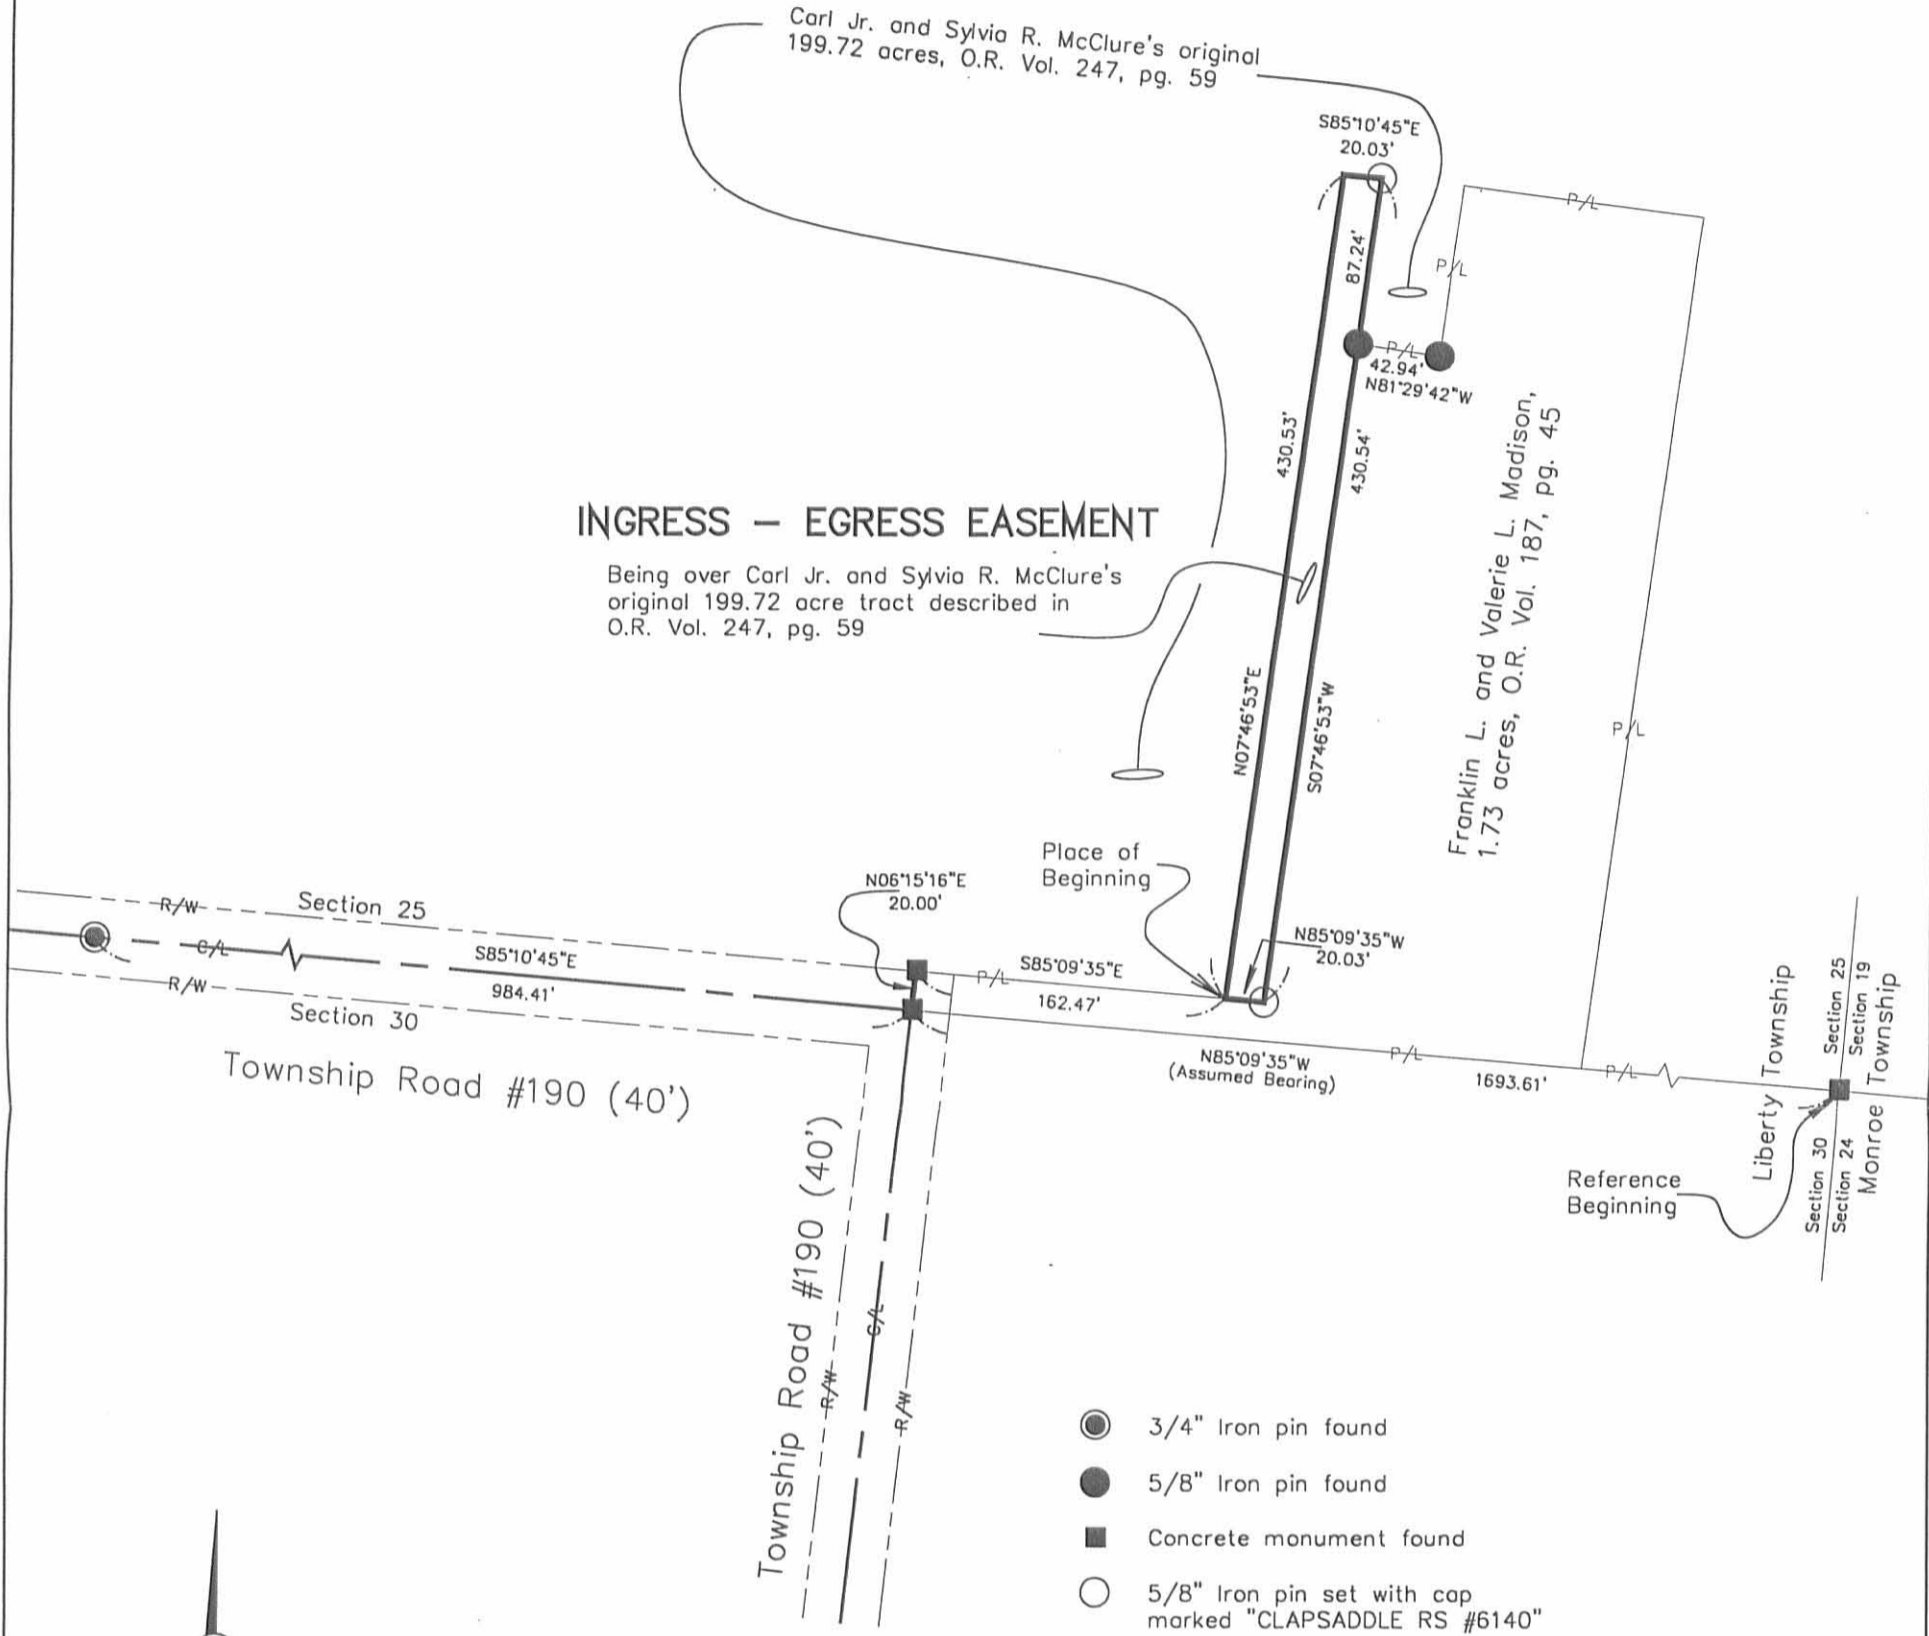 Carl Jr. and Sylvia R. McClure's original
199.72 acres, O.R. Vol. 247, pg. 59
S85°10'45"E
20.03'
P/L
P/L
87.24'
P/L
42.94'
N81°29'42"W
430.53'
430.54'
Franklin L. and Valerie L. Madison,
1.73 acres, O.R. Vol. 187, pg. 45
INGRESS – EGRESS EASEMENT
Being over Carl Jr. and Sylvia R. McClure's
original 199.72 acre tract described in
O.R. Vol. 247, pg. 59
N07°46'53"E
S07°46'53"W
P/L
Place of
Beginning
N06°15'16"E
20.00'
R/W
Section 25
C/L
S85°10'45"E
984.41'
R/W
Section 30
Township Road #190 (40')
P/L
S85°09'35"E
162.47'
N85°09'35"W
20.03'
N85°09'35"W
(Assumed Bearing)
P/L
1693.61'
P/L
Liberty Township
Section 25
Section 19
Monroe Township
Section 30
Section 24
Reference
Beginning
Township Road #190 (40')
R/W
C/L
R/W
3/4" Iron pin found
5/8" Iron pin found
Concrete monument found
5/8" Iron pin set with cap
marked "CLAPSADDLE RS #6140"